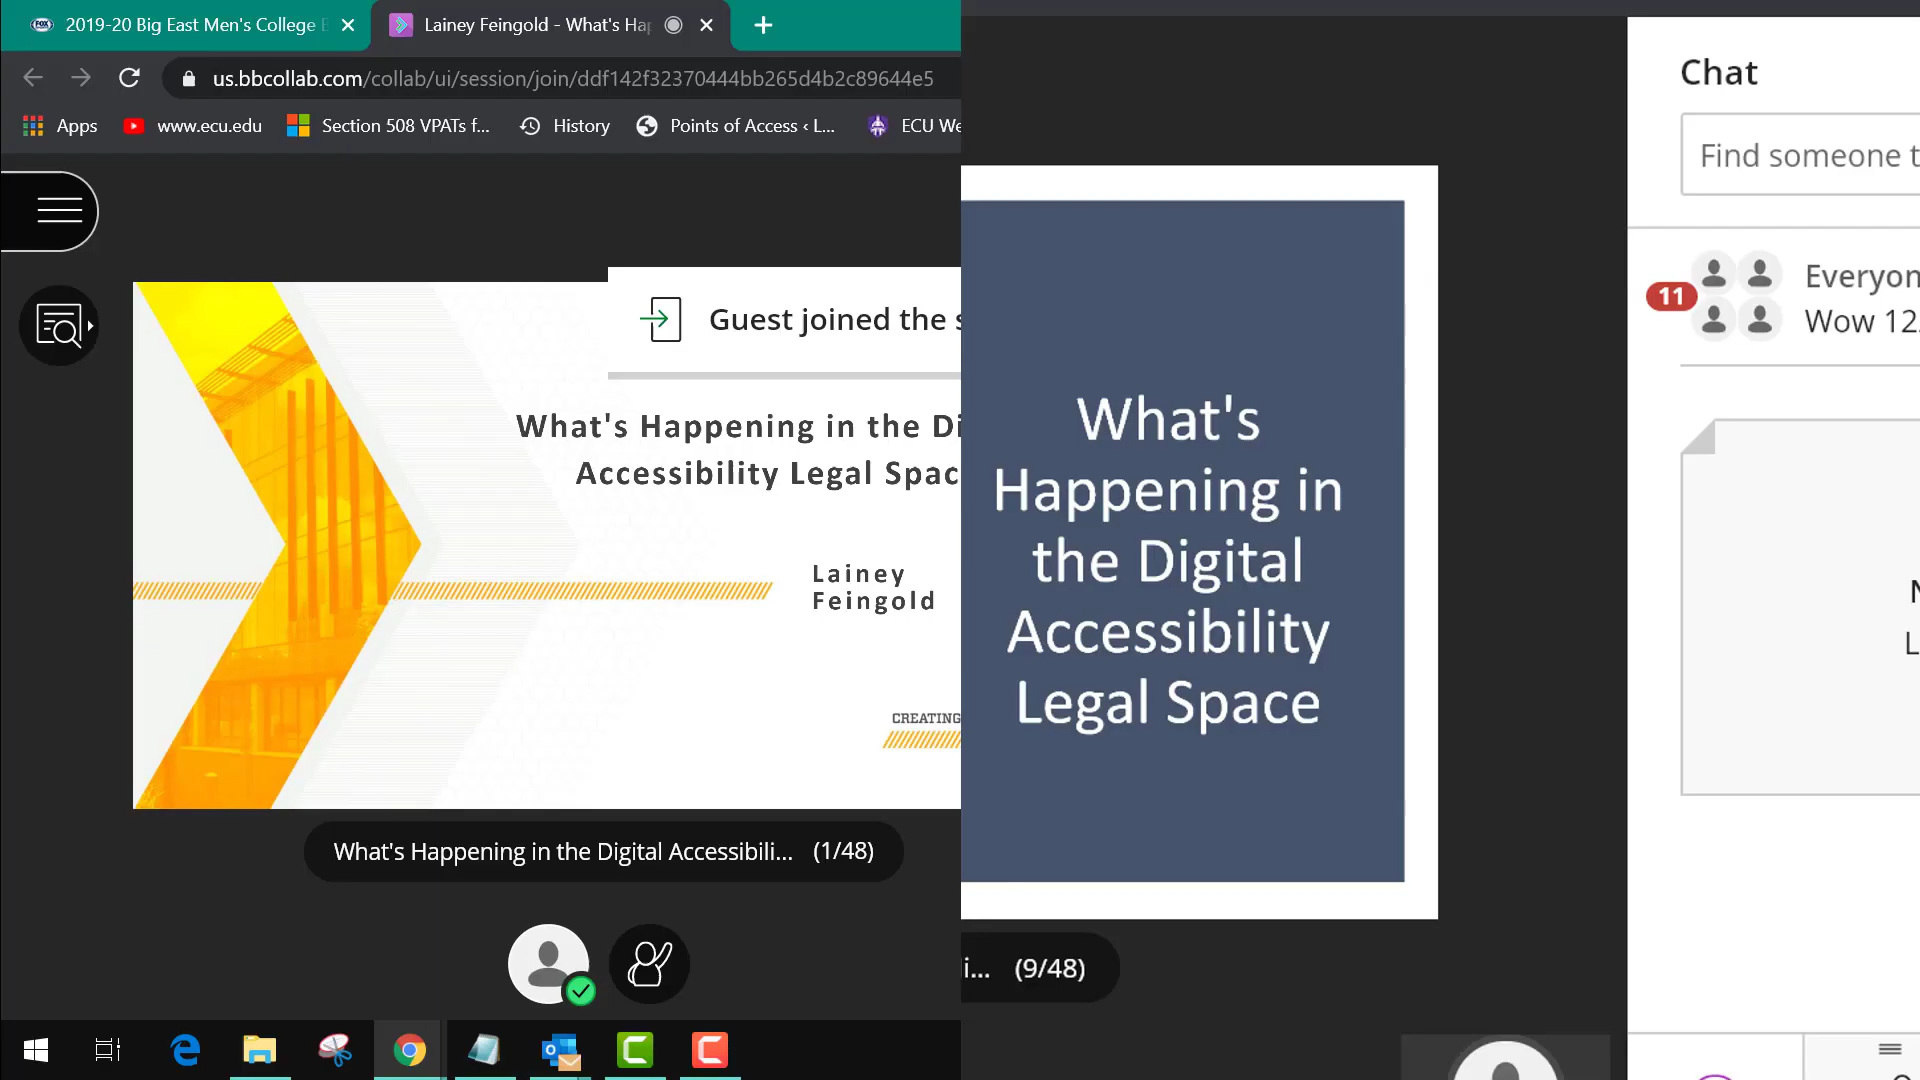 2019-20 Big East Men's College
Lainey Feingold - What's Hap
us.bbcollab.com/collab/ui/session/join/ddf142f32370444bb265d4b2c89644e5
Apps
www.ecu.edu
Section 508 VPATs f...
History
Points of Access ‹ L...
ECU We
Guest joined the s
What's Happening in the Di
Accessibility Legal Spac
Lainey
Feingold
CREATING
What's Happening in the Digital Accessibili... (1/48)
What's
Happening in
the Digital
Accessibility
Legal Space
i... (9/48)
Chat
Find someone t
11
Everyon
Wow 12.